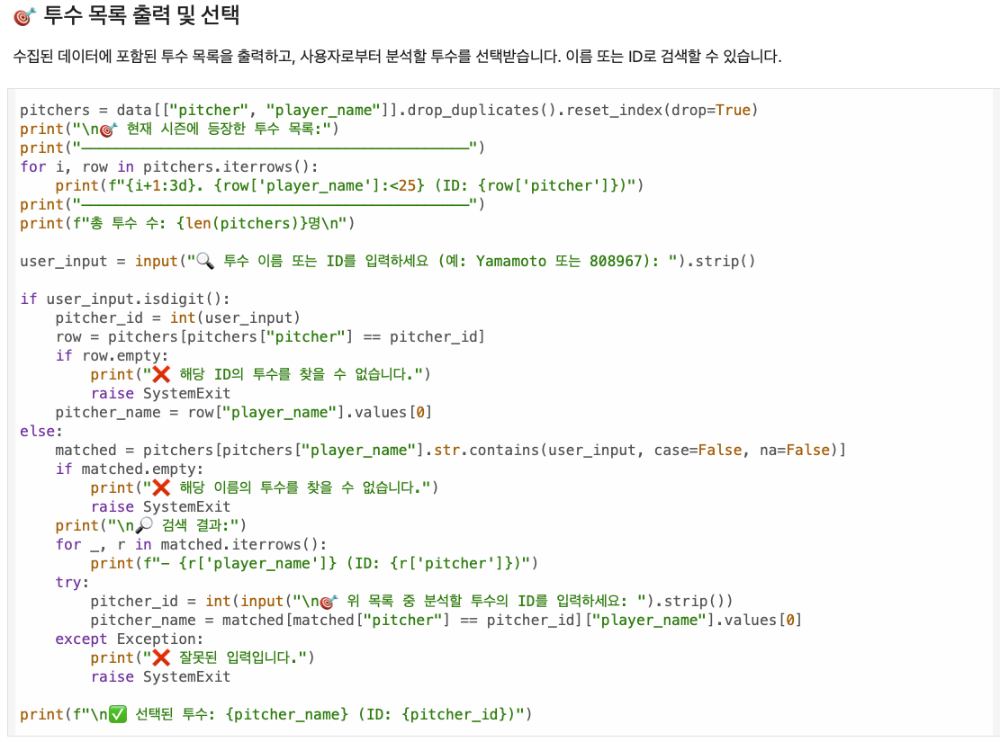 🎯 투수 목록 출력 및 선택
수집된 데이터에 포함된 투수 목록을 출력하고, 사용자로부터 분석할 투수를 선택받습니다. 이름 또는 ID로 검색할 수 있습니다.
pitchers = data[["pitcher", "player_name"]].drop_duplicates().reset_index(drop=True)
print("\n🎯 현재 시즌에 등장한 투수 목록:")
print("────────────────────────────────────────────")
for i, row in pitchers.iterrows():
    print(f"{i+1:3d}. {row['player_name']:<25} (ID: {row['pitcher']})")
print("────────────────────────────────────────────")
print(f"총 투수 수: {len(pitchers)}명\n")
user_input = input("🔍 투수 이름 또는 ID를 입력하세요 (예: Yamamoto 또는 808967): ").strip()
if user_input.isdigit():
    pitcher_id = int(user_input)
    row = pitchers[pitchers["pitcher"] == pitcher_id]
    if row.empty:
        print("❌ 해당 ID의 투수를 찾을 수 없습니다.")
        raise SystemExit
    pitcher_name = row["player_name"].values[0]
else:
    matched = pitchers[pitchers["player_name"].str.contains(user_input, case=False, na=False)]
    if matched.empty:
        print("❌ 해당 이름의 투수를 찾을 수 없습니다.")
        raise SystemExit
    print("\n🔎 검색 결과:")
    for _, r in matched.iterrows():
        print(f"- {r['player_name']} (ID: {r['pitcher']})")
    try:
        pitcher_id = int(input("\n🎯 위 목록 중 분석할 투수의 ID를 입력하세요: ").strip())
        pitcher_name = matched[matched["pitcher"] == pitcher_id]["player_name"].values[0]
    except Exception:
        print("❌ 잘못된 입력입니다.")
        raise SystemExit
print(f"\n✅ 선택된 투수: {pitcher_name} (ID: {pitcher_id})")